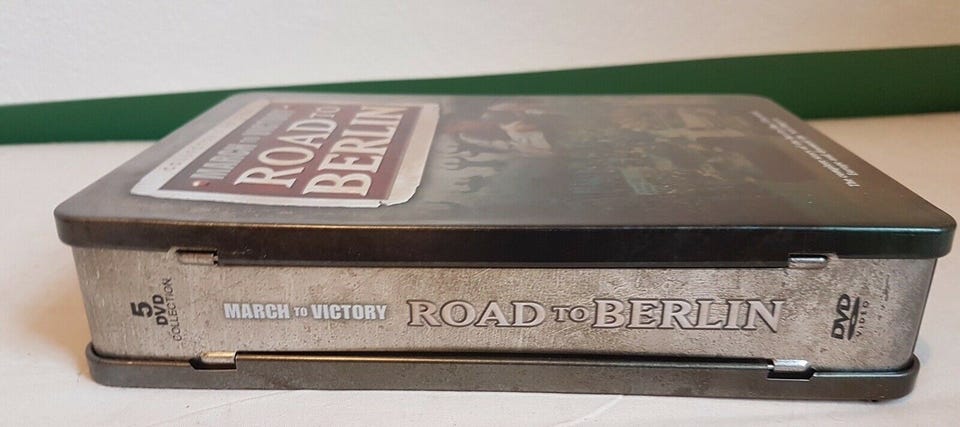 MARCH TO VICTORY
ROAD TO
BERLIN
5
DVD
COLLECTION
MARCH TO VICTORY
ROAD TO BERLIN
DVD
VIDEO